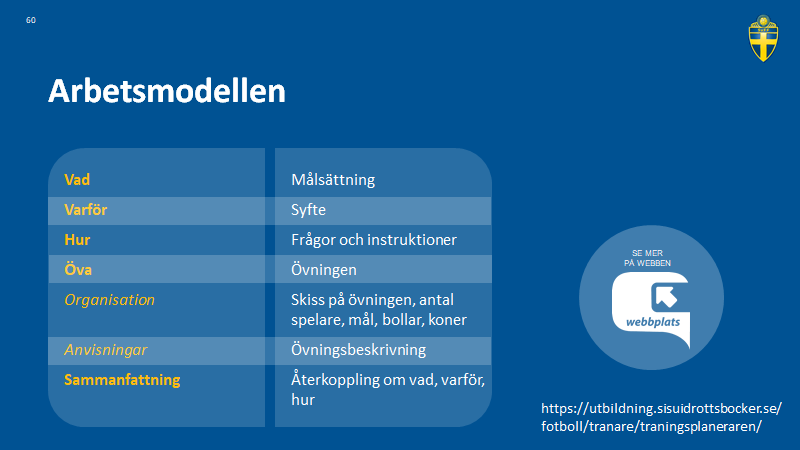 60
Arbetsmodellen
Vad Målsättning
Varför Syfte
Hur Frågor och instruktioner
Öva Övningen
Organisation Skiss på övningen, antal
spelare, mål, bollar, koner
Anvisningar Övningsbeskrivning
Sammanfattning Återkoppling om vad, varför,
hur
SE MER
PÅ WEBBEN
webbplats
https://utbildning.sisuidrottsbocker.se/
fotboll/tranare/traningsplaneraren/